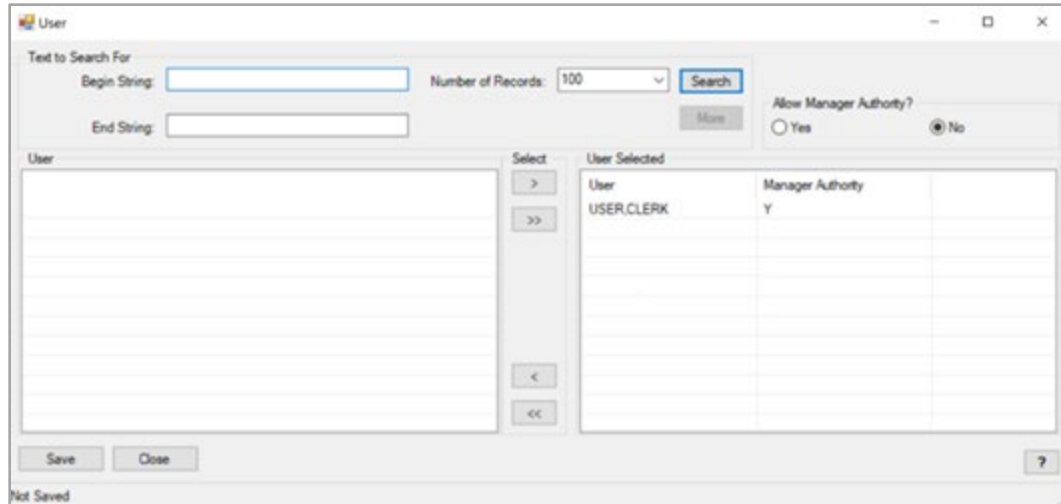 User
Text to Search For
Begin String:
Number of Records: 100
Search
End String:
More
Allow Manager Authority?
Yes
No
User
Select
>
>>
<
<<
User Selected
User Manager Authority
USER,CLERK Y
Save
Close
?
Not Saved